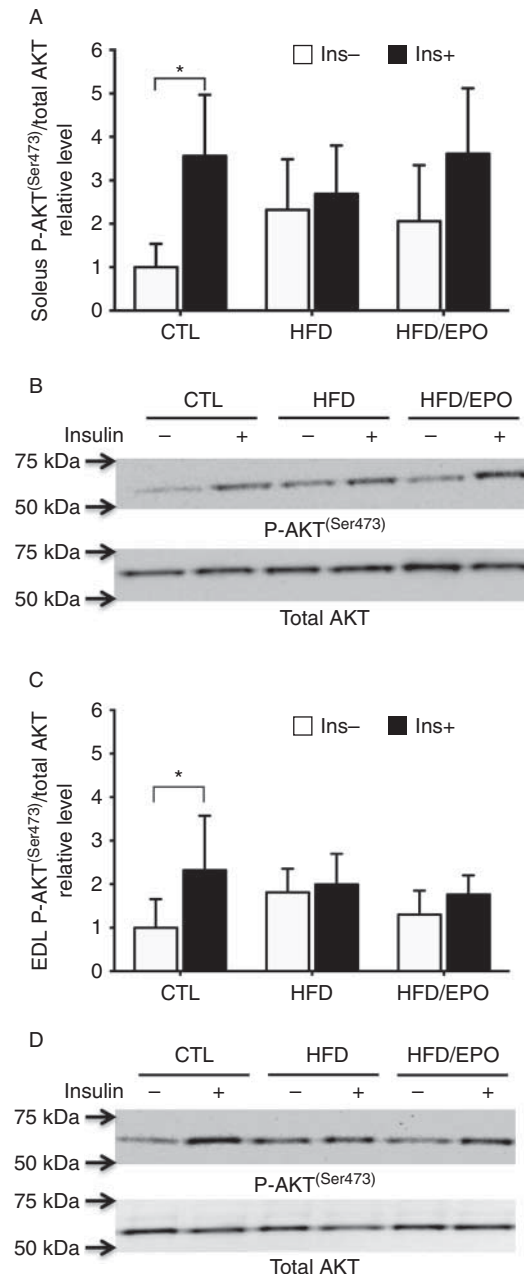 A
Soleus P-AKT(Ser473)/total AKT
relative level
6
5
4
3
2
1
0
Ins– Ins+
*
CTL HFD HFD/EPO
B
CTL HFD HFD/EPO
Insulin – + – + – +
75 kDa
50 kDa
P-AKT(Ser473)
75 kDa
50 kDa
Total AKT
C
EDL P-AKT(Ser473)/total AKT
relative level
6
5
4
3
2
1
0
Ins– Ins+
*
CTL HFD HFD/EPO
D
CTL HFD HFD/EPO
Insulin – + – + – +
75 kDa
50 kDa
P-AKT(Ser473)
75 kDa
50 kDa
Total AKT